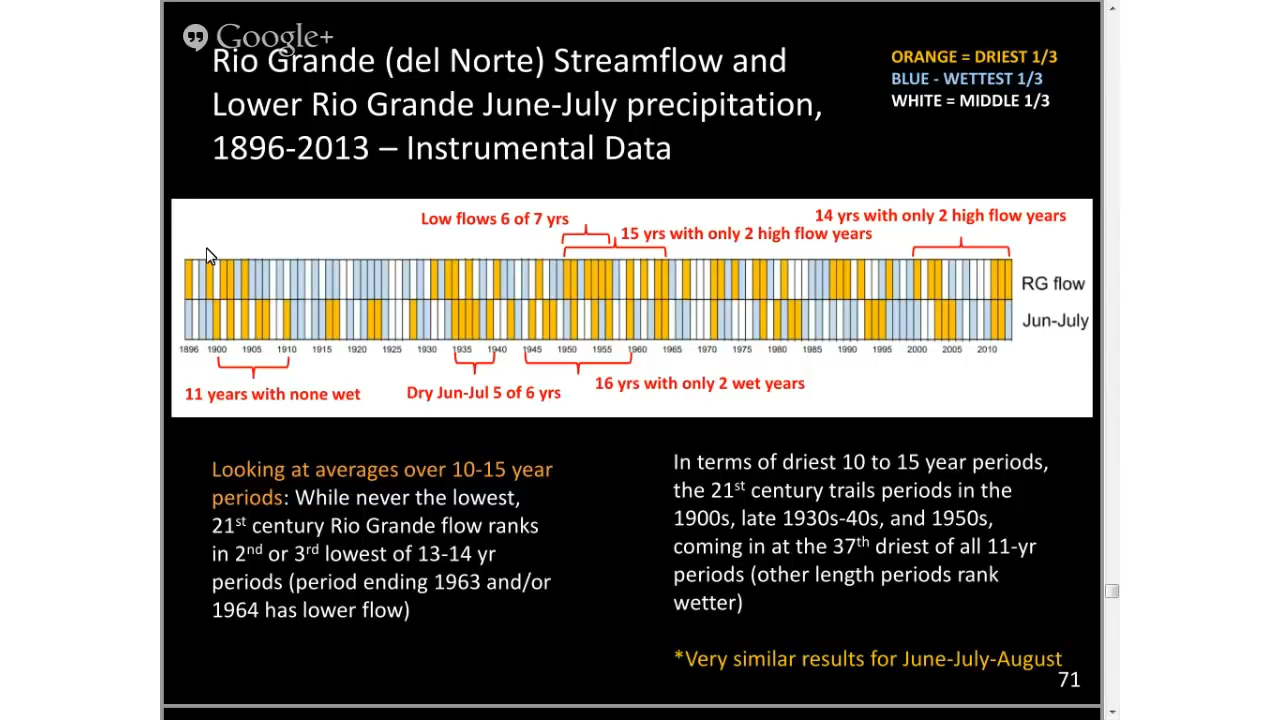 Google+
Rio Grande (del Norte) Streamflow and
Lower Rio Grande June-July precipitation,
1896-2013 – Instrumental Data
ORANGE = DRIEST 1/3
BLUE - WETTEST 1/3
WHITE = MIDDLE 1/3
Low flows 6 of 7 yrs
15 yrs with only 2 high flow years
14 yrs with only 2 high flow years
RG flow
Jun-July
1896 1900 1905 1910 1915 1920 1925 1930 1935 1940 1945 1950 1955 1960 1965 1970 1975 1980 1985 1990 1995 2000 2005 2010
11 years with none wet
Dry Jun-Jul 5 of 6 yrs
16 yrs with only 2 wet years
Looking at averages over 10-15 year
periods: While never the lowest,
21st century Rio Grande flow ranks
in 2nd or 3rd lowest of 13-14 yr
periods (period ending 1963 and/or
1964 has lower flow)
In terms of driest 10 to 15 year periods,
the 21st century trails periods in the
1900s, late 1930s-40s, and 1950s,
coming in at the 37th driest of all 11-yr
periods (other length periods rank
wetter)
*Very similar results for June-July-August
71